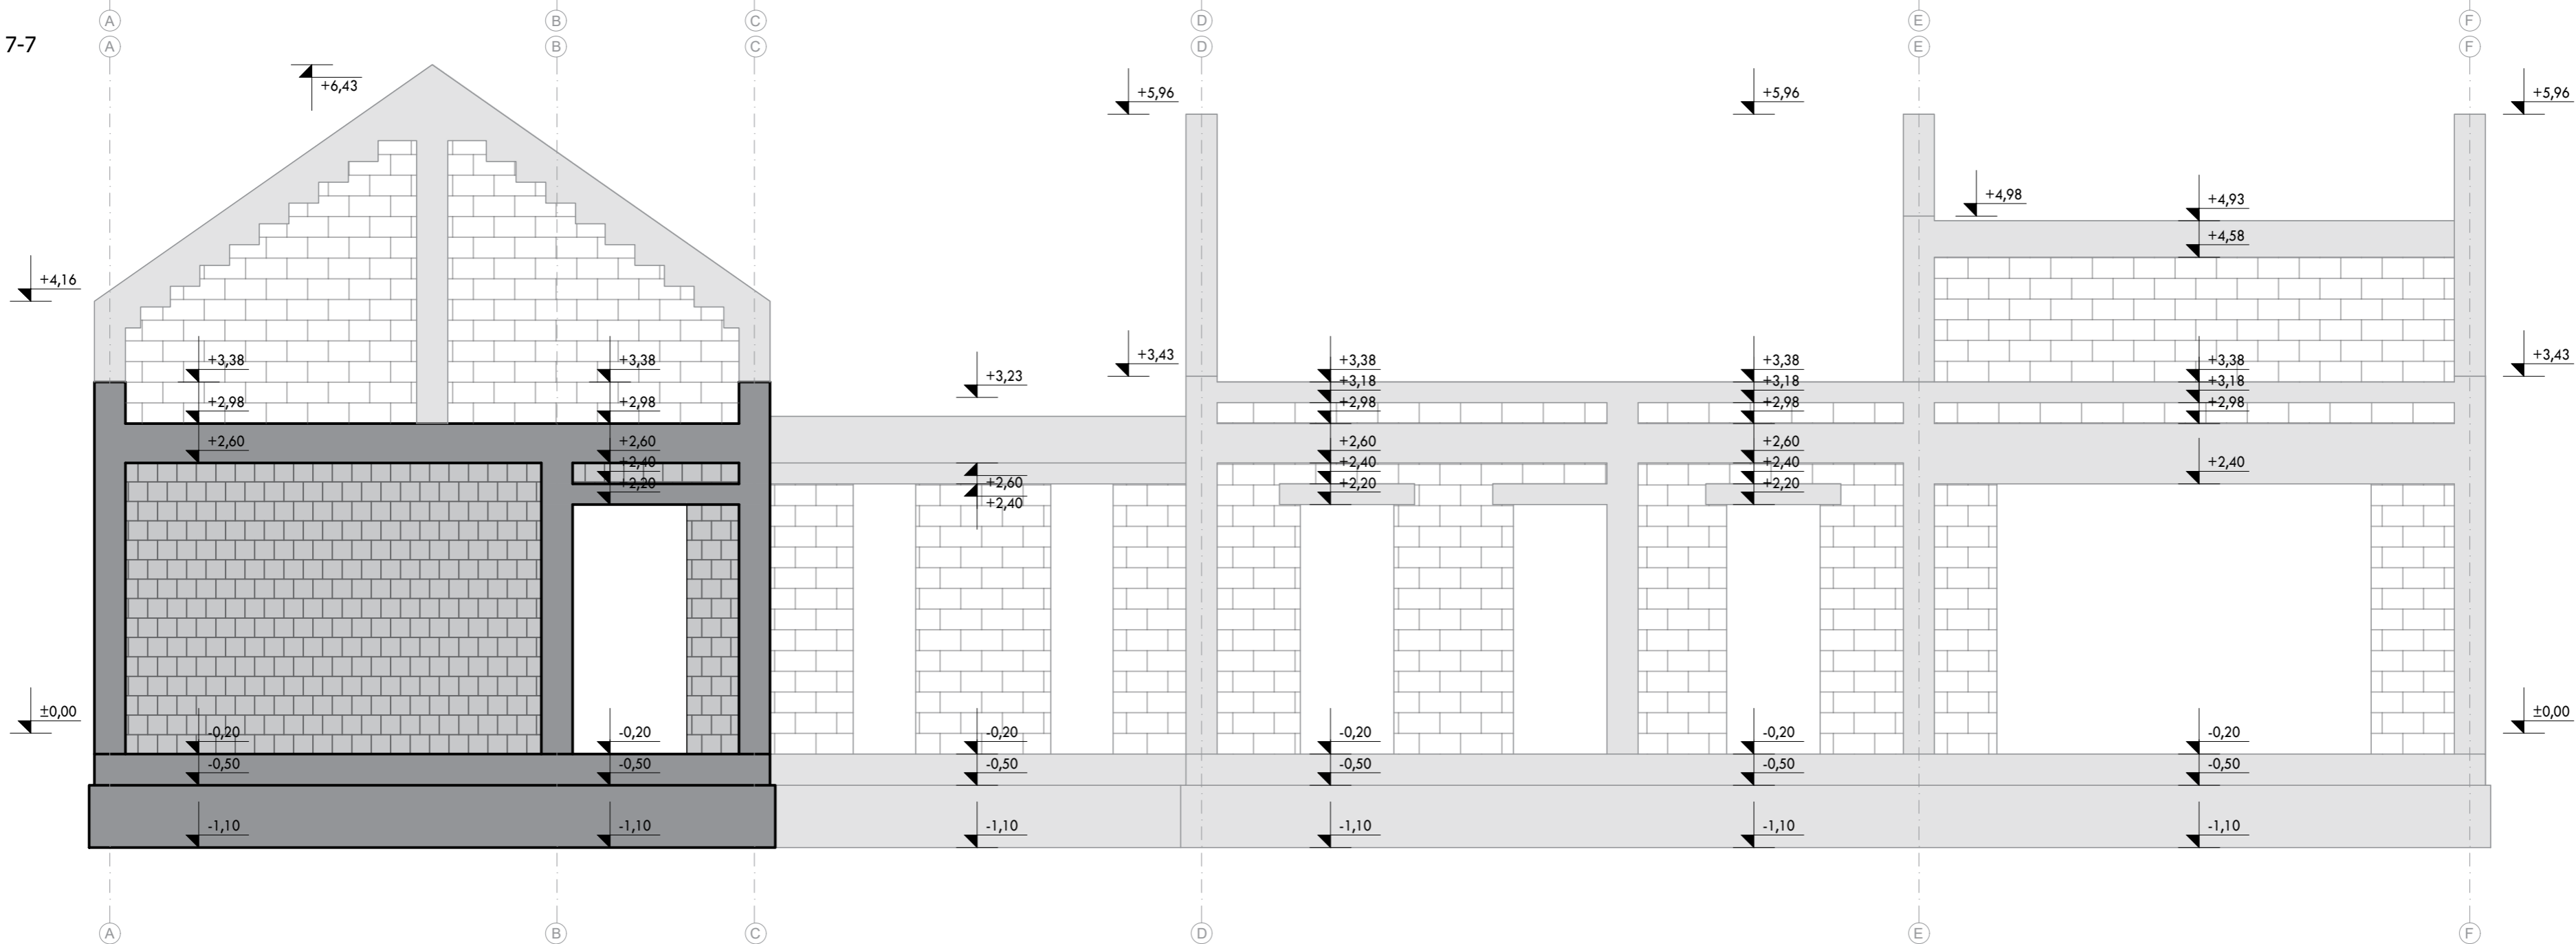 A B C D E F
7-7
A B C D E F
+6,43
+5,96 +5,96 +5,96
+4,98 +4,93
+4,58
+4,16
+3,38 +3,38 +3,23 +3,43 +3,38 +3,38 +3,38 +3,43
+3,18 +3,18 +3,18
+2,98 +2,98 +2,98 +2,98 +2,98
+2,60 +2,60 +2,60 +2,60
+2,40 +2,60 +2,40 +2,40 +2,40
+2,20 +2,40 +2,20 +2,20
±0,00 ±0,00
-0,20 -0,20 -0,20 -0,20 -0,20 -0,20
-0,50 -0,50 -0,50 -0,50 -0,50 -0,50
-1,10 -1,10 -1,10 -1,10 -1,10 -1,10
A B C D E F